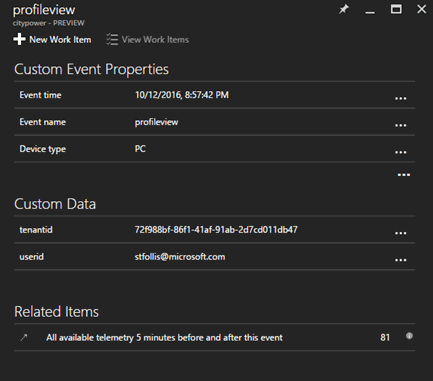 profileview
citypower - PREVIEW
New Work Item View Work Items
Custom Event Properties
Event time 10/12/2016, 8:57:42 PM ...
Event name profileview ...
Device type PC ...
...
Custom Data
tenantid 72f988bf-86f1-41af-91ab-2d7cd011db47 ...
userid stfollis@microsoft.com ...
Related Items
All available telemetry 5 minutes before and after this event 81